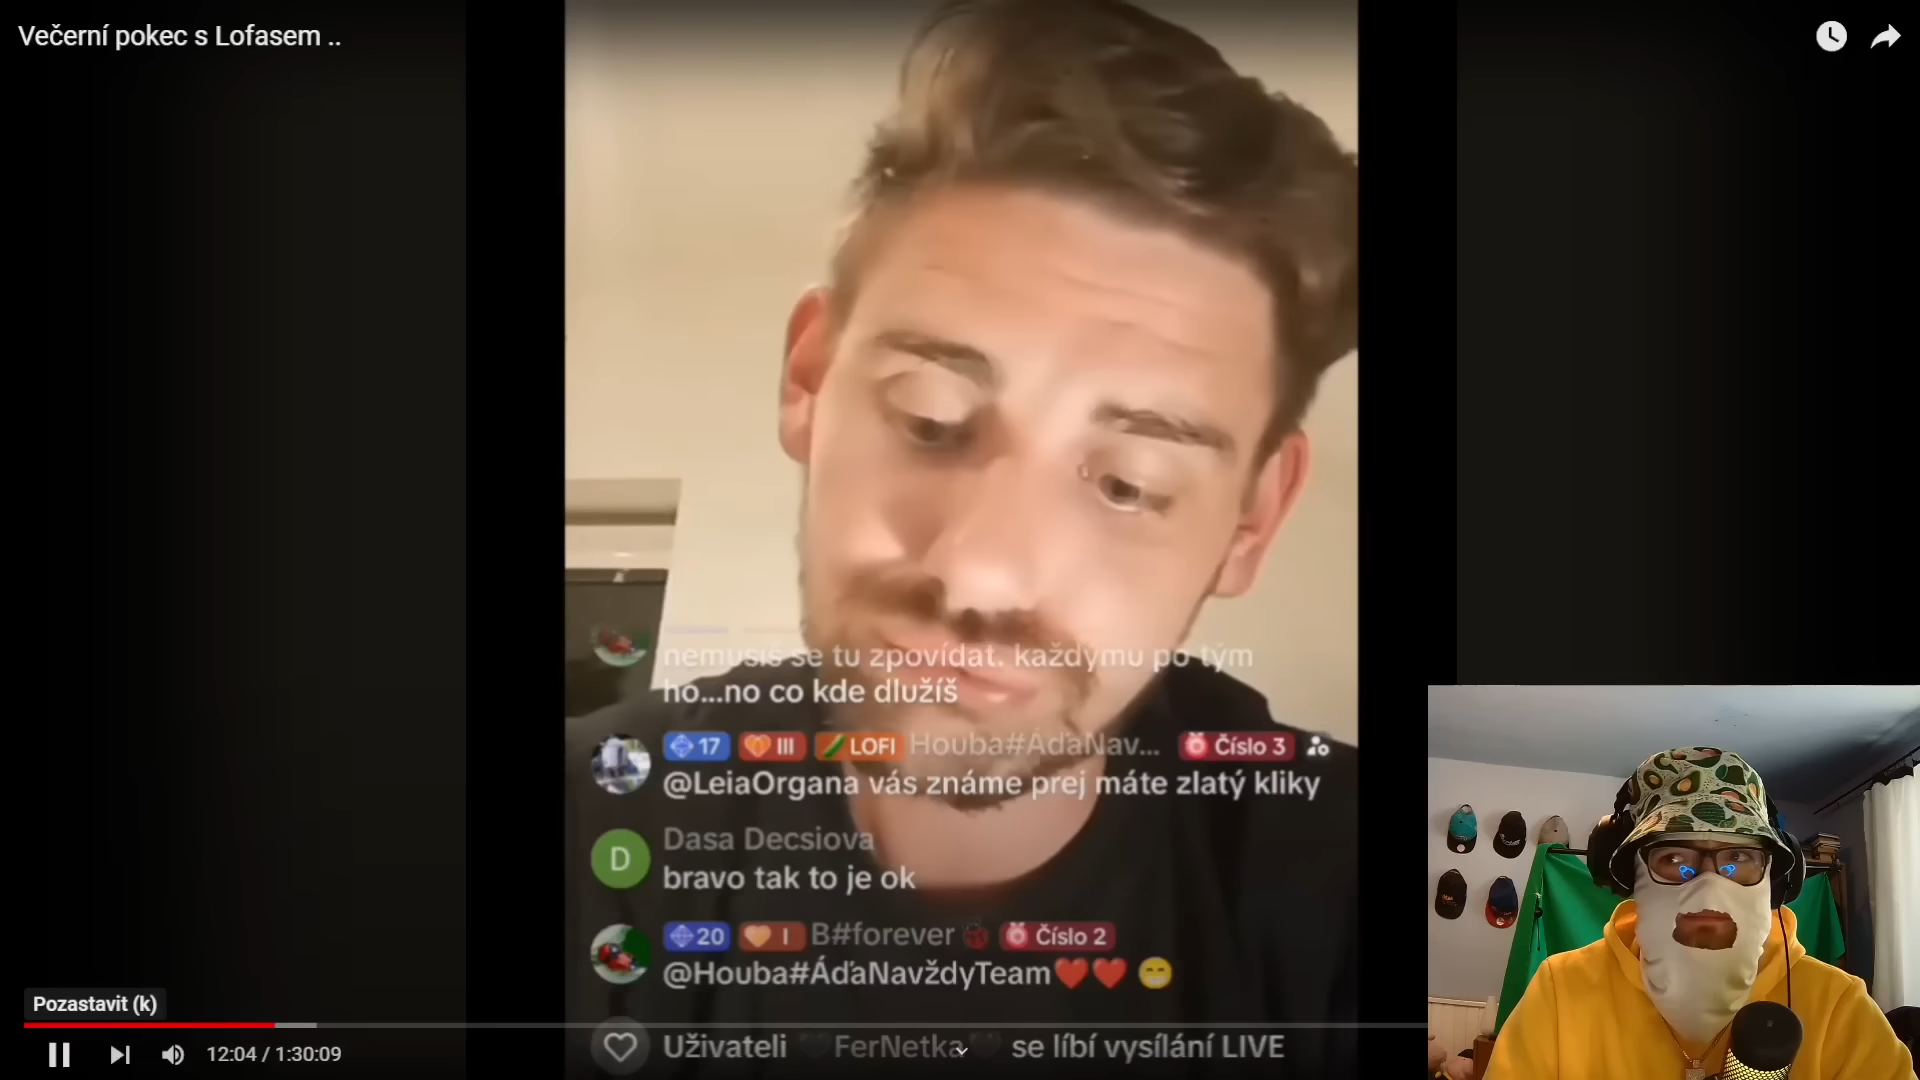 Večerní pokec s Lofasem ..
nemusíš se tu zpovídat. každýmu po tým
ho...no co kde dlužíš
17 III LOFI Houba#ÁďaNav... Číslo 3
@LeiaOrgana vás známe prej máte zlatý kliky
Dasa Decsiova
D
bravo tak to je ok
20 I B#forever Číslo 2
@Houba#ÁďaNavždyTeam❤️❤️ 😁
Pozastavit (k)
Uživateli 🖤FerNetka🖤 se líbí vysílání LIVE
12:04 / 1:30:09